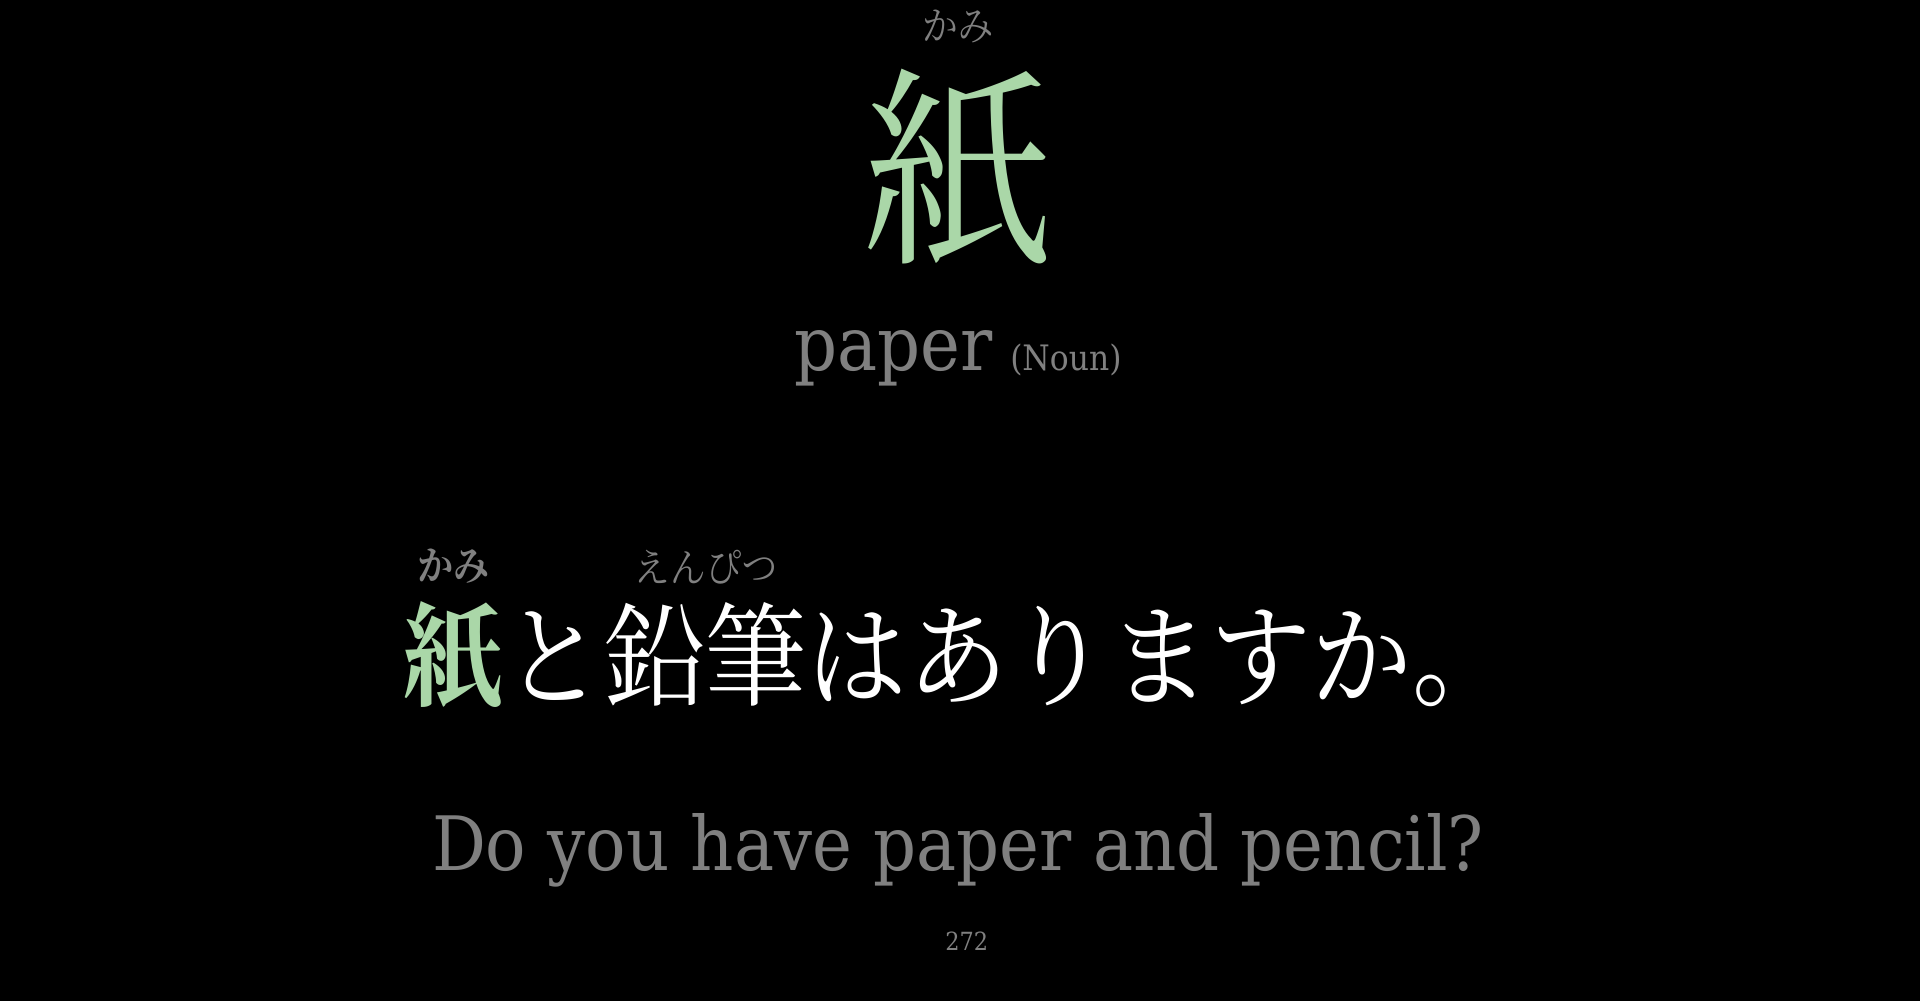 かみ
紙
paper (Noun)
かみ えんぴつ
紙と鉛筆はありますか。
Do you have paper and pencil?
272